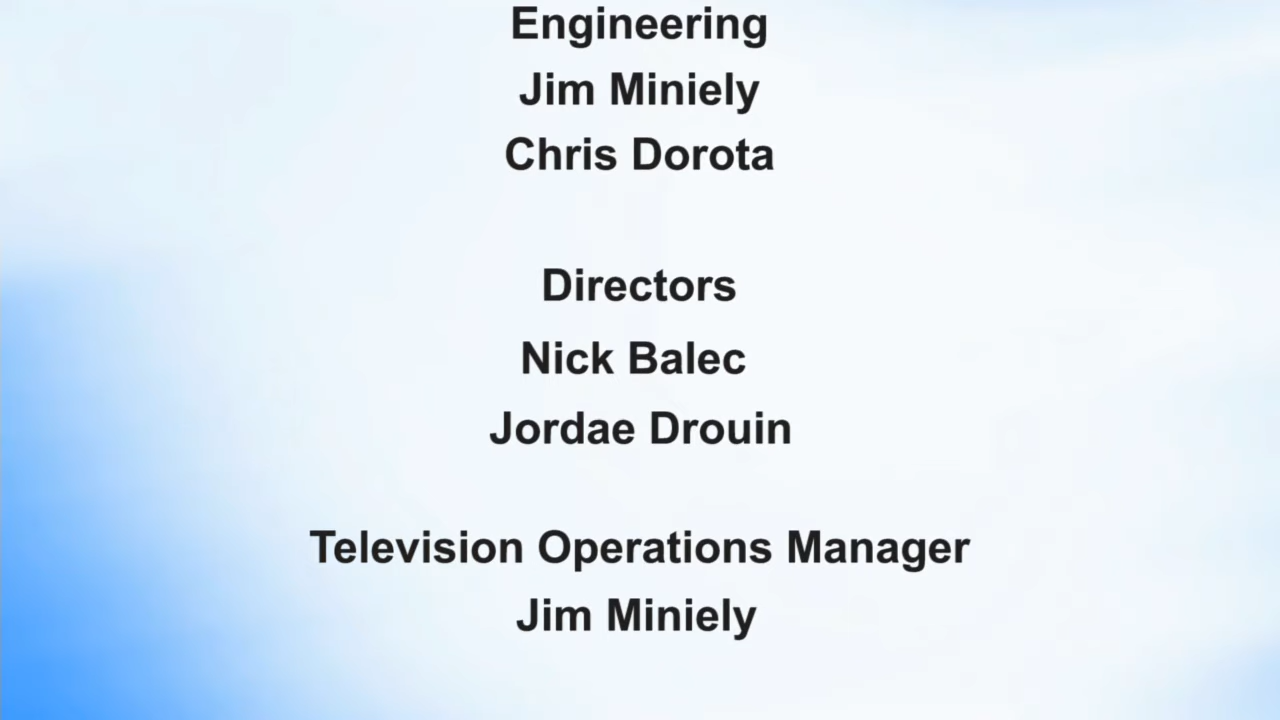 Engineering
Jim Miniely
Chris Dorota
Directors
Nick Balec
Jordae Drouin
Television Operations Manager
Jim Miniely